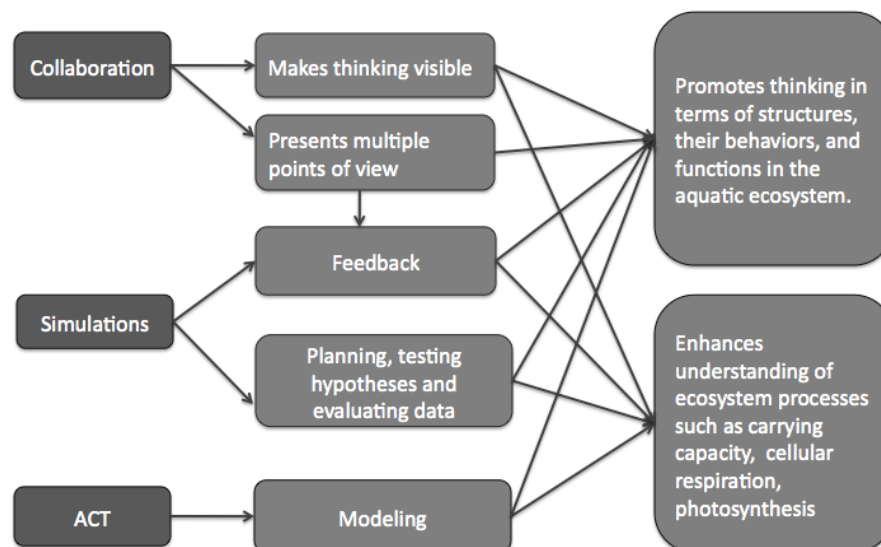 Collaboration
Makes thinking visible
Presents multiple
points of view
Feedback
Simulations
Planning, testing
hypotheses and
evaluating data
ACT
Modeling
Promotes thinking in
terms of structures,
their behaviors, and
functions in the
aquatic ecosystem.
Enhances
understanding of
ecosystem processes
such as carrying
capacity, cellular
respiration,
photosynthesis